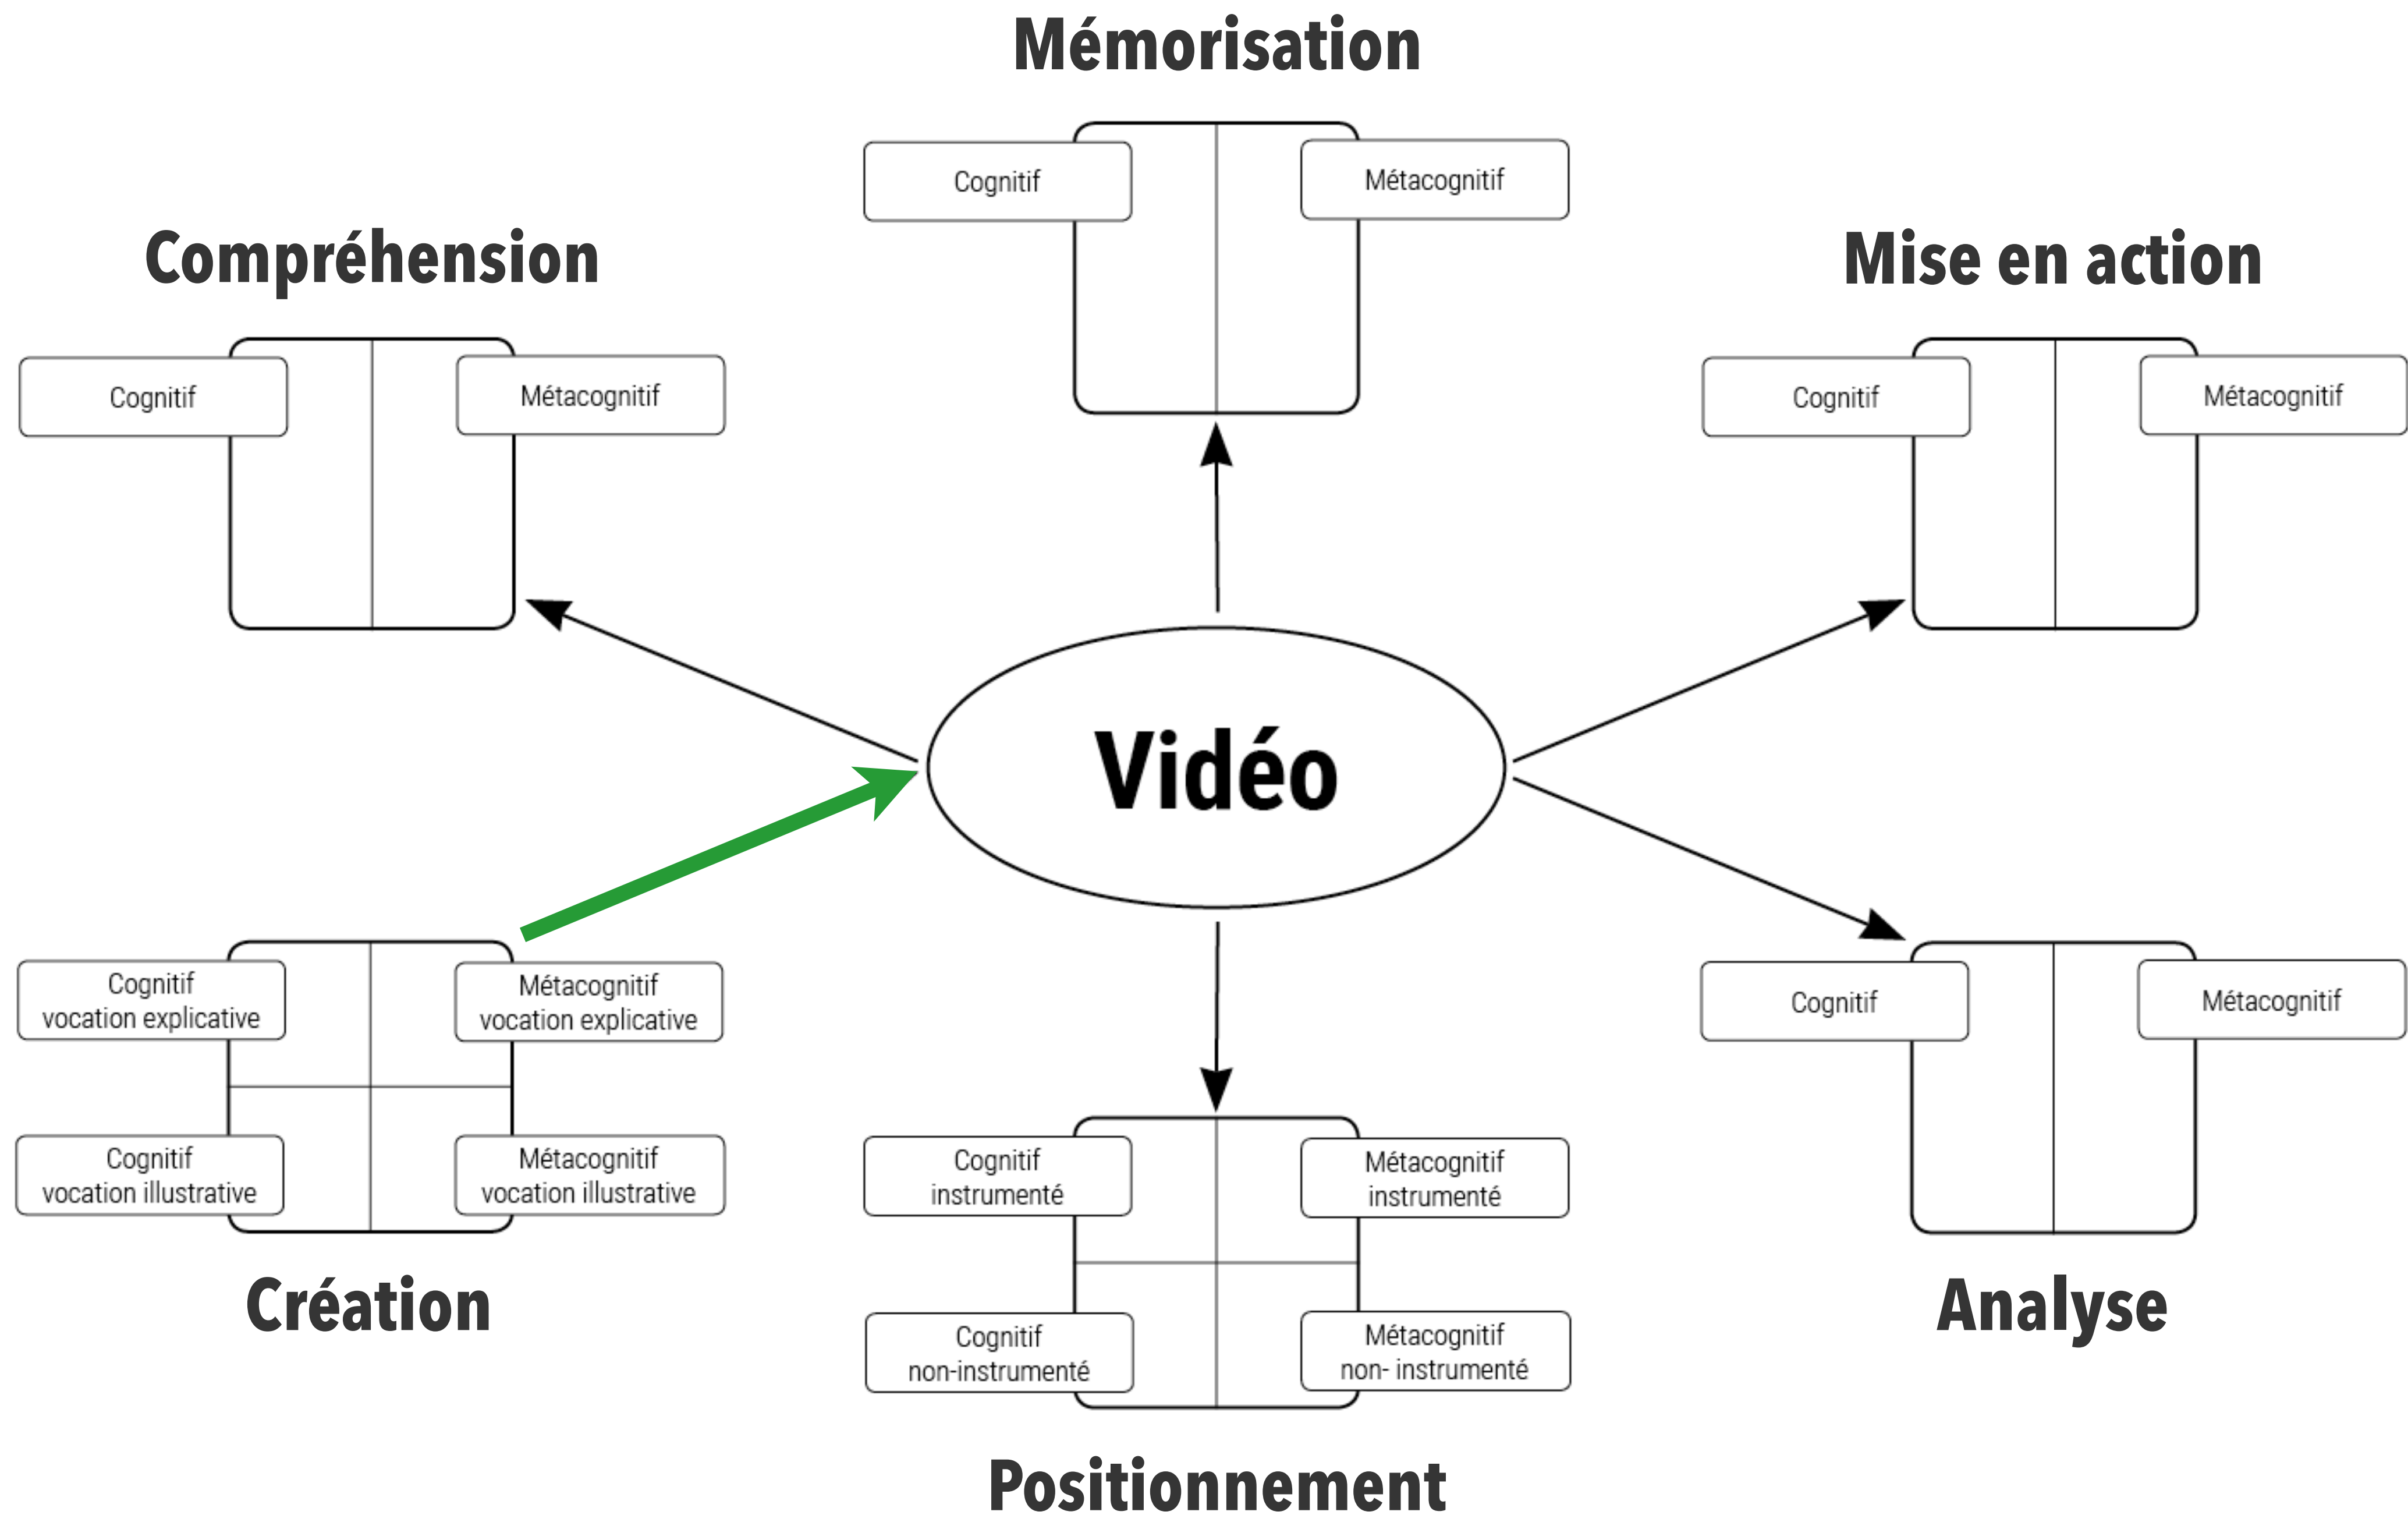 Mémorisation
Cognitif
Métacognitif
Compréhension
Cognitif
Métacognitif
Mise en action
Cognitif
Métacognitif
Vidéo
Cognitif
vocation explicative
Métacognitif
vocation explicative
Cognitif
vocation illustrative
Métacognitif
vocation illustrative
Création
Cognitif
instrumenté
Métacognitif
instrumenté
Cognitif
non-instrumenté
Métacognitif
non- instrumenté
Positionnement
Cognitif
Métacognitif
Analyse